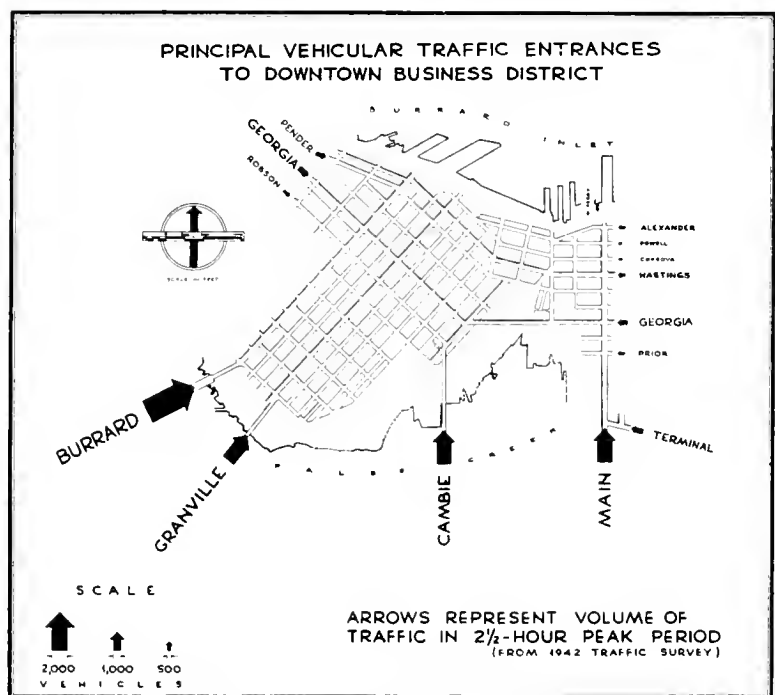 PRINCIPAL VEHICULAR TRAFFIC ENTRANCES
TO DOWNTOWN BUSINESS DISTRICT
BURRARD INLET
PENDER
GEORGIA
ROBSON
ALEXANDER
POWELL
CORDOVA
HASTINGS
GEORGIA
PRIOR
TERMINAL
BURRARD
GRANVILLE
CAMBIE
MAIN
FALSE CREEK
SCALE
2,000 1,000 500
VEHICLES
ARROWS REPRESENT VOLUME OF
TRAFFIC IN 2½-HOUR PEAK PERIOD
(FROM 1942 TRAFFIC SURVEY)